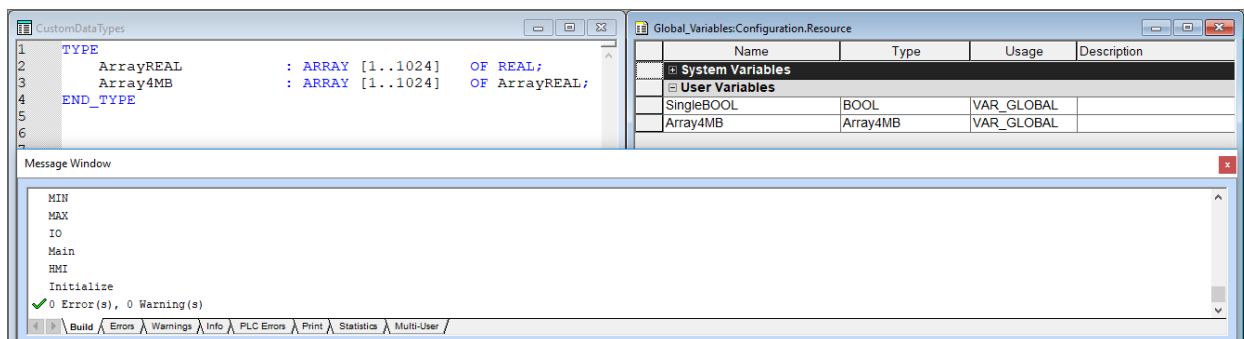 CustomDataTypes
1 TYPE
2 ArrayREAL : ARRAY [1..1024] OF REAL;
3 Array4MB : ARRAY [1..1024] OF ArrayREAL;
4 END_TYPE
5
6
Global_Variables:Configuration.Resource
Name Type Usage Description
System Variables
User Variables
SingleBOOL BOOL VAR_GLOBAL
Array4MB Array4MB VAR_GLOBAL
Message Window
MIN
MAX
IO
Main
HMI
Initialize
0 Error(s), 0 Warning(s)
Build Errors Warnings Info PLC Errors Print Statistics Multi-User